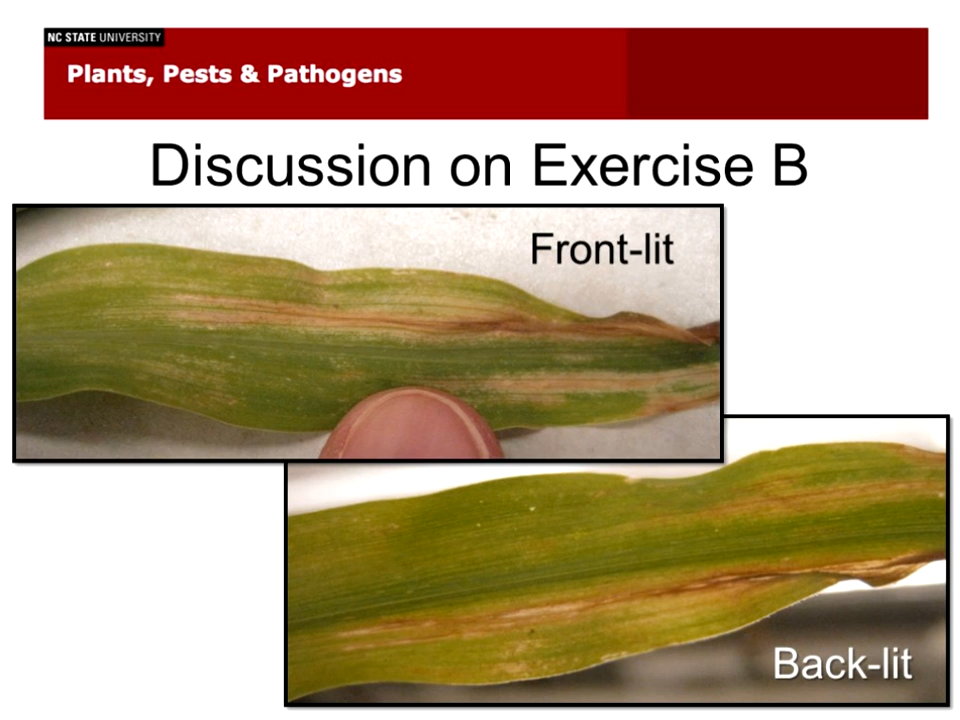 NC STATE UNIVERSITY
Plants, Pests & Pathogens
Discussion on Exercise B
Front-lit
Back-lit